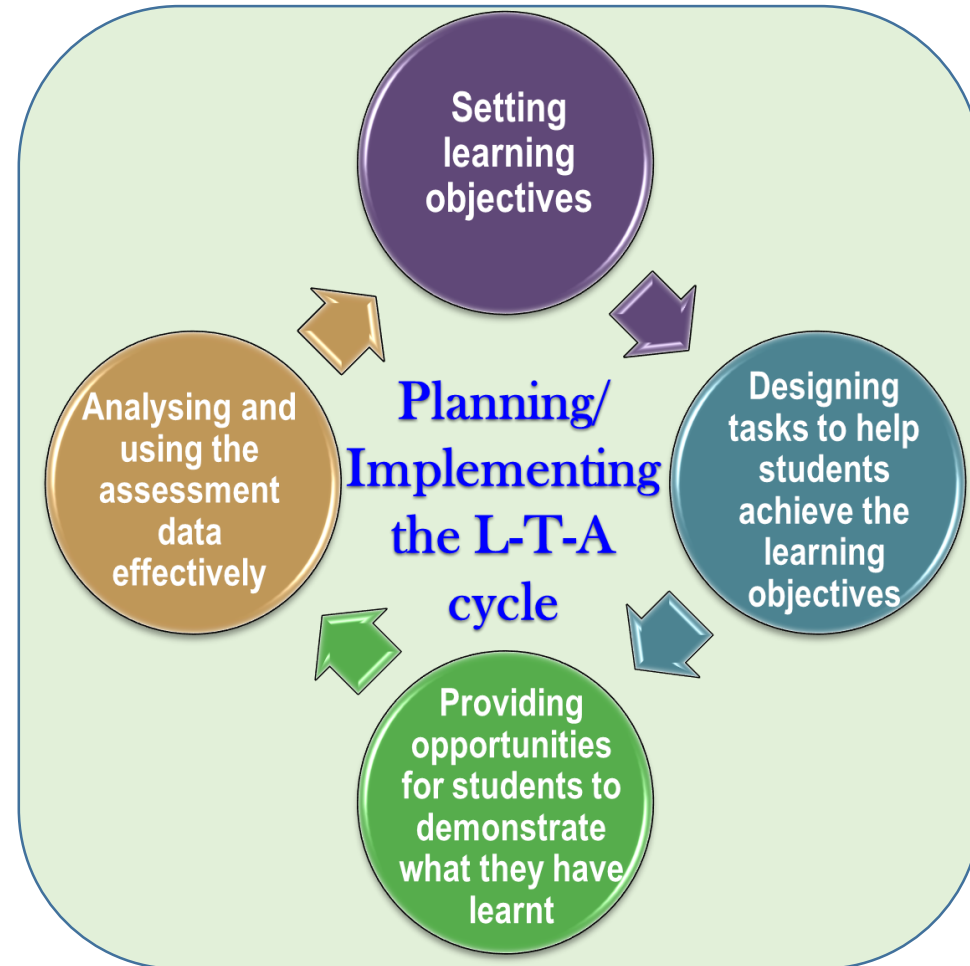 Setting
learning
objectives
Planning/
Implementing
the L-T-A
cycle
Designing
tasks to help
students
achieve the
learning
objectives
Providing
opportunities
for students to
demonstrate
what they have
learnt
Analysing and
using the
assessment
data
effectively